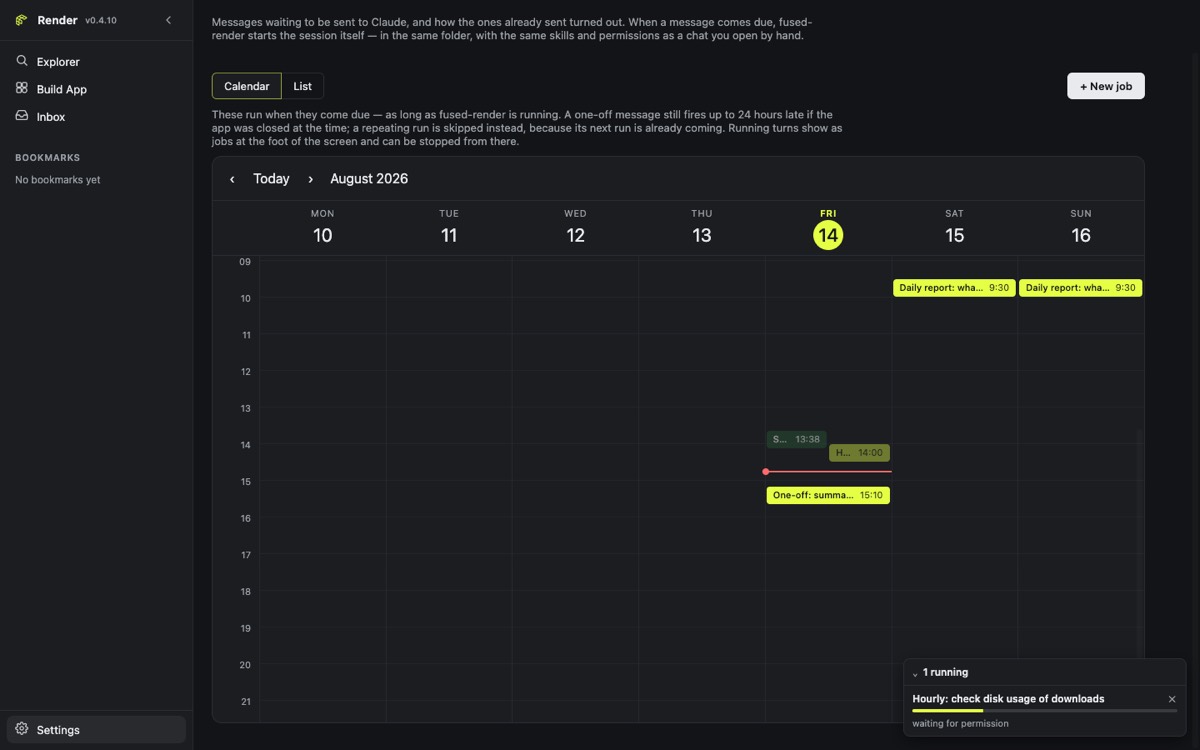 Render v0.4.10
Explorer
Build App
Inbox
BOOKMARKS
No bookmarks yet
Settings
Messages waiting to be sent to Claude, and how the ones already sent turned out. When a message comes due, fused-
render starts the session itself — in the same folder, with the same skills and permissions as a chat you open by hand.
Calendar List
+ New job
These run when they come due — as long as fused-render is running. A one-off message still fires up to 24 hours late if the
app was closed at the time; a repeating run is skipped instead, because its next run is already coming. Running turns show as
jobs at the foot of the screen and can be stopped from there.
‹ Today › August 2026
MON TUE WED THU FRI SAT SUN
10 11 12 13 14 15 16
09
Daily report: wha... 9:30 Daily report: wha... 9:30
10
11
12
13
S... 13:38
14
H... 14:00
15
One-off: summa... 15:10
16
17
18
19
20
21
1 running
Hourly: check disk usage of downloads
waiting for permission